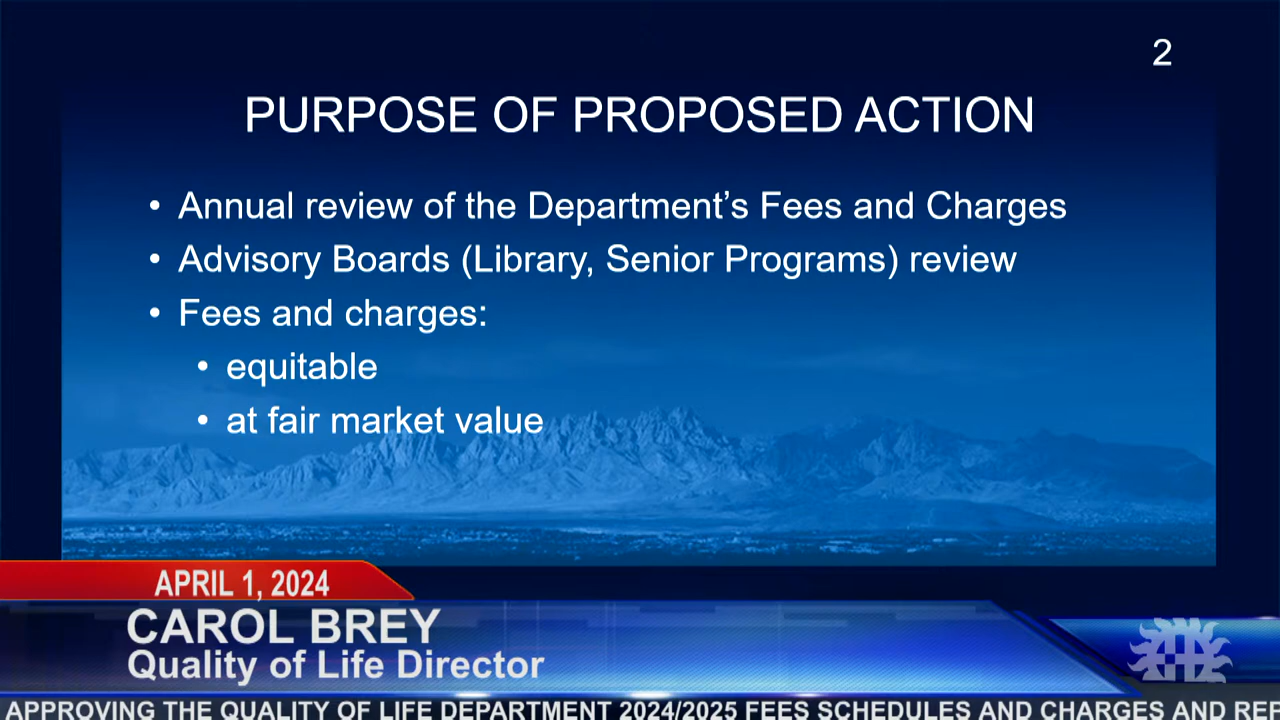 2
PURPOSE OF PROPOSED ACTION
• Annual review of the Department's Fees and Charges
• Advisory Boards (Library, Senior Programs) review
• Fees and charges:
• equitable
• at fair market value
APRIL 1, 2024
CAROL BREY
Quality of Life Director
APPROVING THE QUALITY OF LIFE DEPARTMENT 2024/2025 FEES SCHEDULES AND CHARGES AND